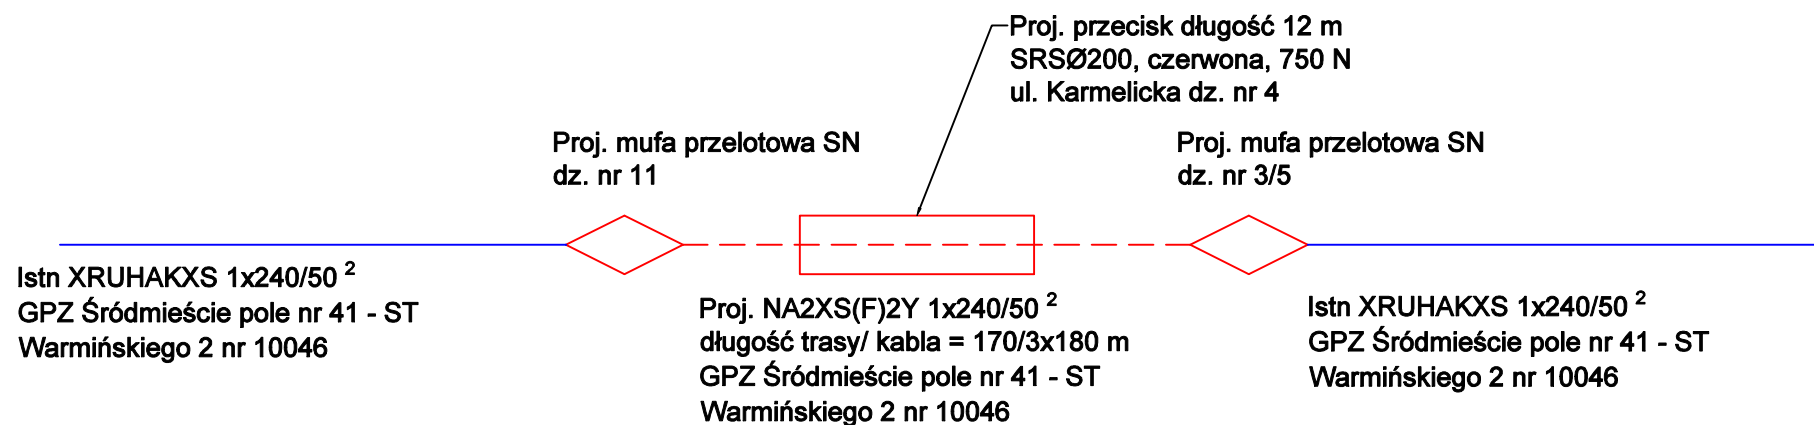 Proj. przecisk długość 12 m
SRSØ200, czerwona, 750 N
ul. Karmelicka dz. nr 4
Proj. mufa przelotowa SN
dz. nr 11
Proj. mufa przelotowa SN
dz. nr 3/5
Istn XRUHAKXS 1x240/50 ²
GPZ Śródmieście pole nr 41 - ST
Warmińskiego 2 nr 10046
Proj. NA2XS(F)2Y 1x240/50 ²
długość trasy/ kabla = 170/3x180 m
GPZ Śródmieście pole nr 41 - ST
Warmińskiego 2 nr 10046
Istn XRUHAKXS 1x240/50 ²
GPZ Śródmieście pole nr 41 - ST
Warmińskiego 2 nr 10046